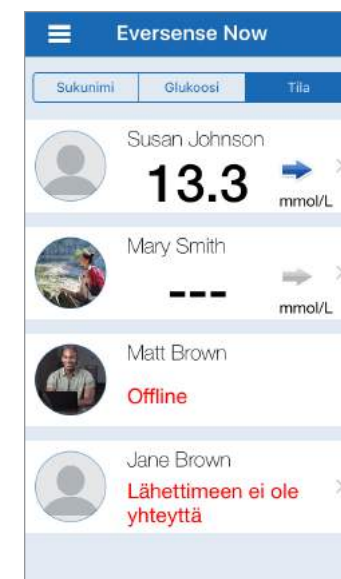 Eversense Now
Sukunimi Glukoosi Tila
Susan Johnson
13.3
mmol/L
Mary Smith
---
mmol/L
Matt Brown
Offline
Jane Brown
Lähettimeen ei ole
yhteyttä